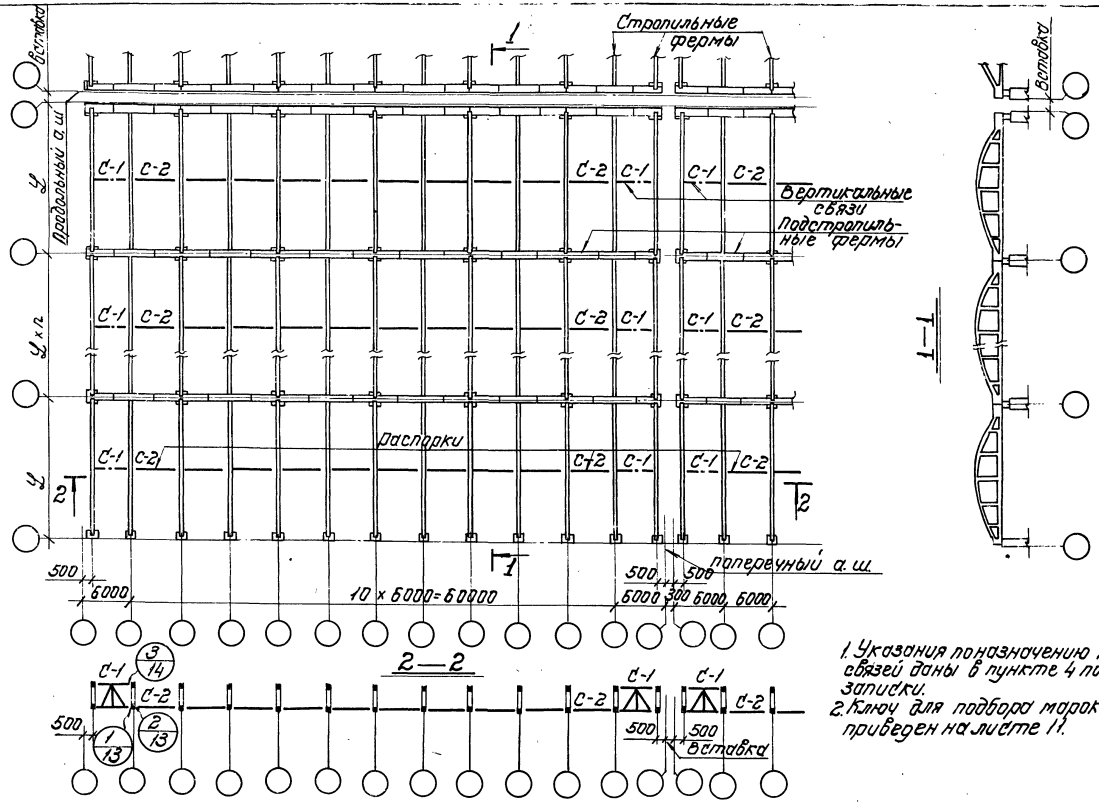 вставка
1
Стропильные
фермы
вставка
Продольный а.ш
ℒ
С-1 С-2
С-2 С-1
С-1 С-2
Вертикальные
связи
Подстропиль-
ные фермы
ℒ×n
С-1 С-2
С-2 С-1
С-1 С-2
1—1
Распорки
ℒ
С-1 С-2
С-2 С-1
С-1 С-2
2
2
1
поперечный а.ш.
500
500
500
6000
10 × 6000=60000
6000
300
6000
6000
2—2
3
14
С-1
С-2
С-2
С-1
С-1
С-2
500
1
13
2
13
500
500
Вставка
1. Указания по назначению
связей даны в пункте 4
записки.
2. Ключ для подбора марок
приведен на листе 11.